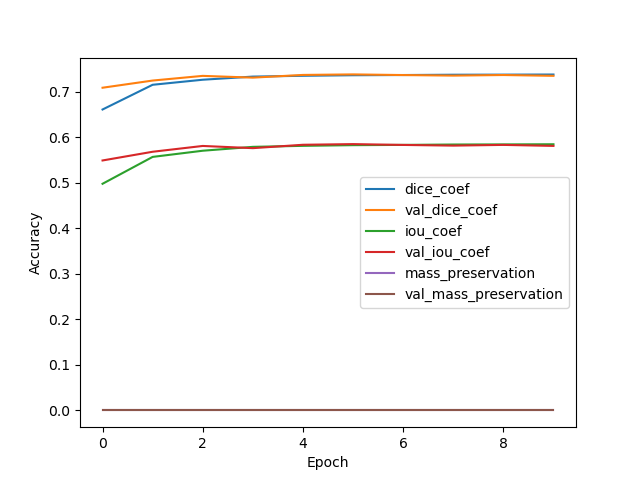 Accuracy
0.7
0.6
0.5
0.4
0.3
0.2
0.1
0.0
dice_coef
val_dice_coef
iou_coef
val_iou_coef
mass_preservation
val_mass_preservation
0 2 4 6 8
Epoch